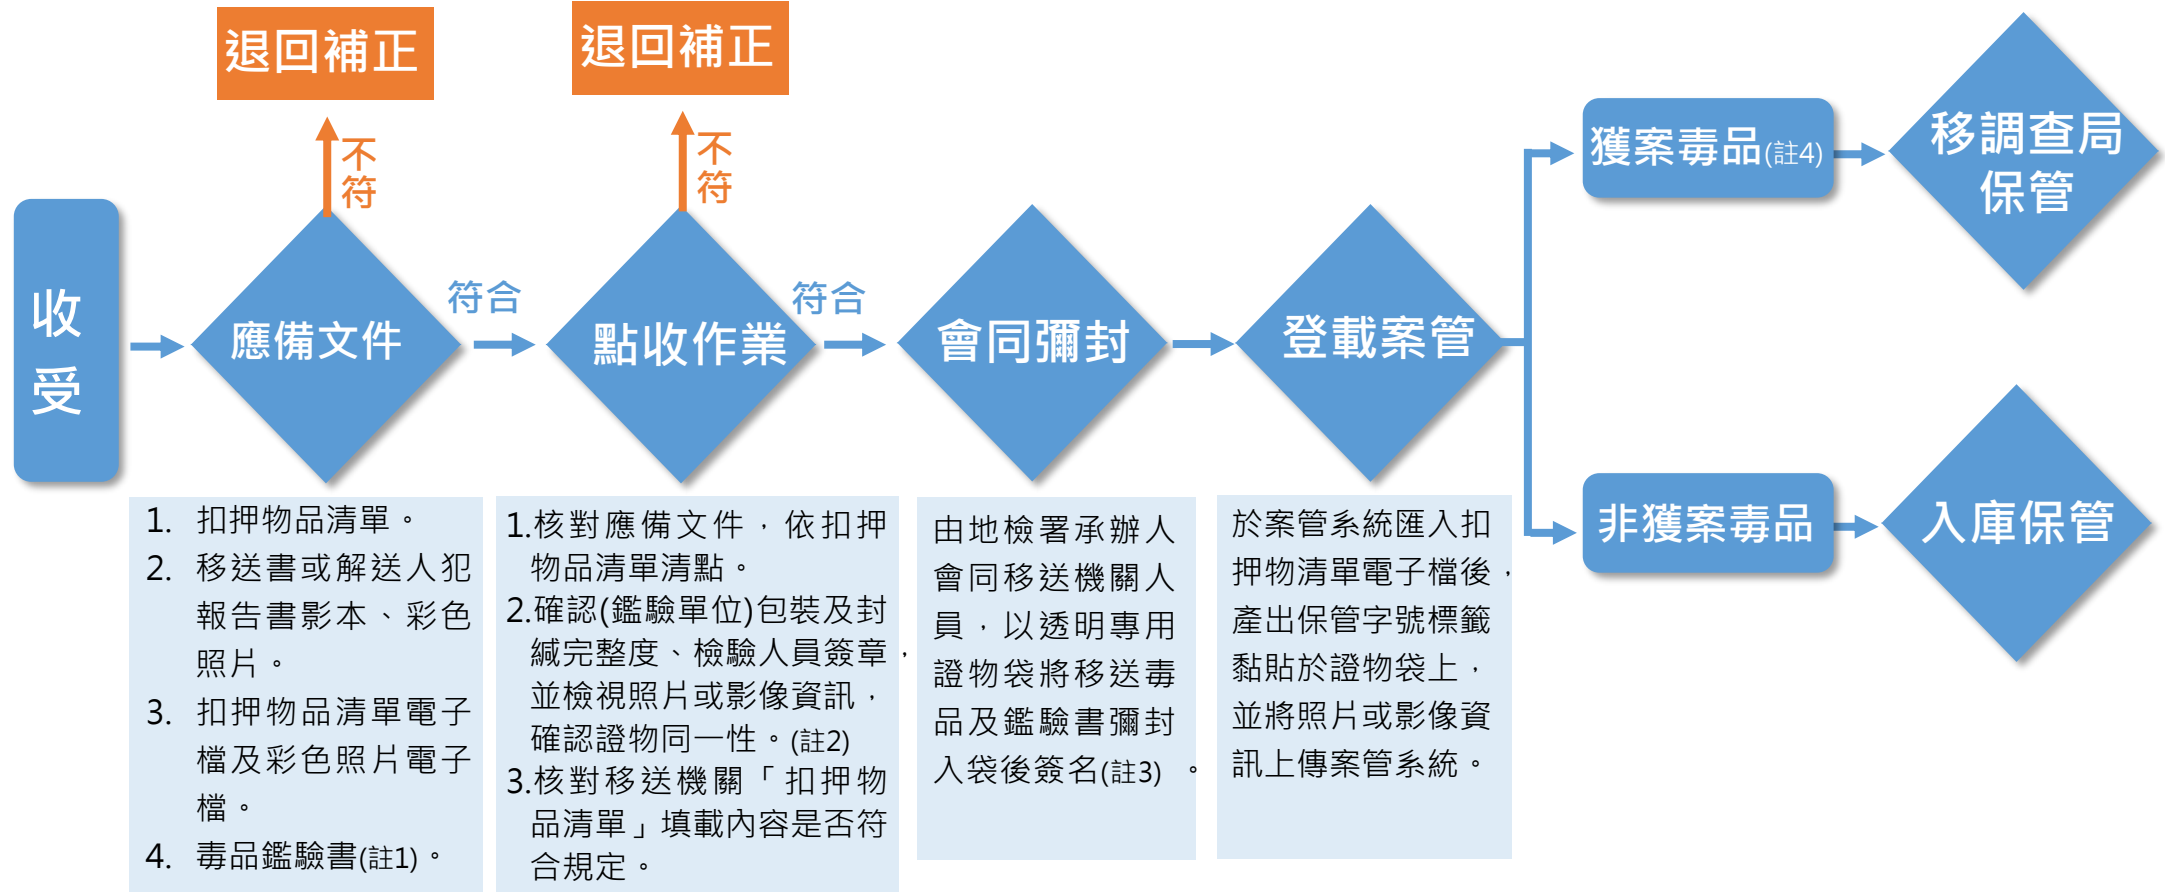 退回補正
退回補正
不符
不符
收受
應備文件
符合
點收作業
符合
會同彌封
登載案管
獲案毒品(註4)
移調查局
保管
非獲案毒品
入庫保管
1. 扣押物品清單。
2. 移送書或解送人犯
報告書影本、彩色
照片。
3. 扣押物品清單電子
檔及彩色照片電子
檔。
4. 毒品鑑驗書(註1)。
1.核對應備文件，依扣押
物品清單清點。
2.確認(鑑驗單位)包裝及封
緘完整度、檢驗人員簽章，
並檢視照片或影像資訊，
確認證物同一性。(註2)
3.核對移送機關「扣押物
品清單」填載內容是否符
合規定。
由地檢署承辦人
會同移送機關人
員，以透明專用
證物袋將移送毒
品及鑑驗書彌封
入袋後簽名(註3) 。
於案管系統匯入扣
押物清單電子檔後，
產出保管字號標籤
黏貼於證物袋上，
並將照片或影像資
訊上傳案管系統。